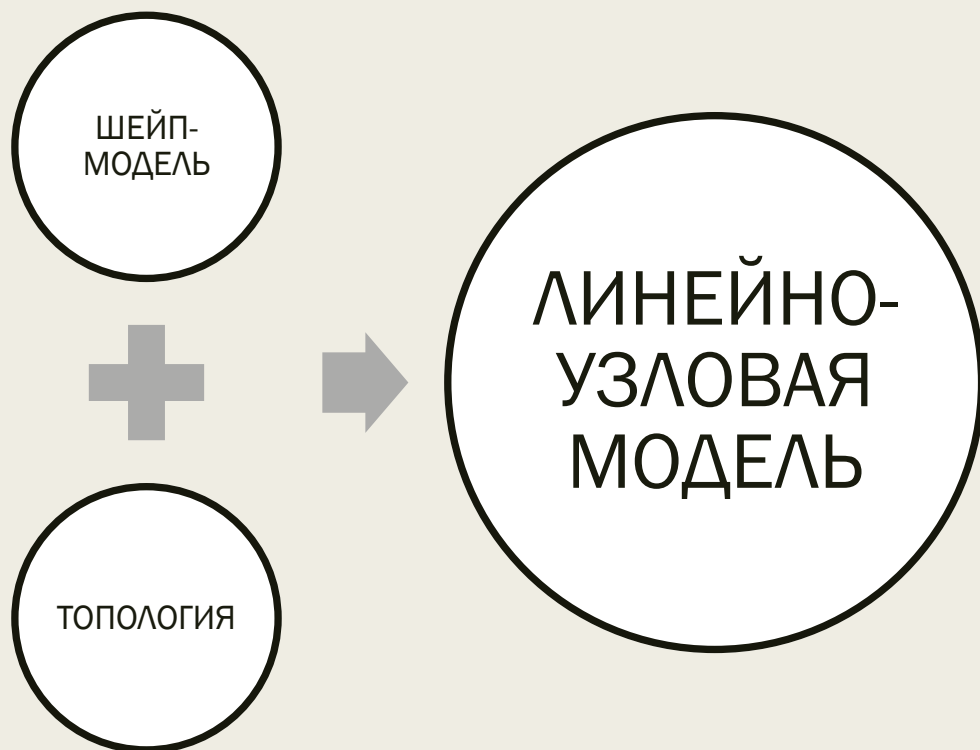 ШЕЙП-
МОДЕЛЬ
ТОПОЛОГИЯ
ЛИНЕЙНО-
УЗЛОВАЯ
МОДЕЛЬ